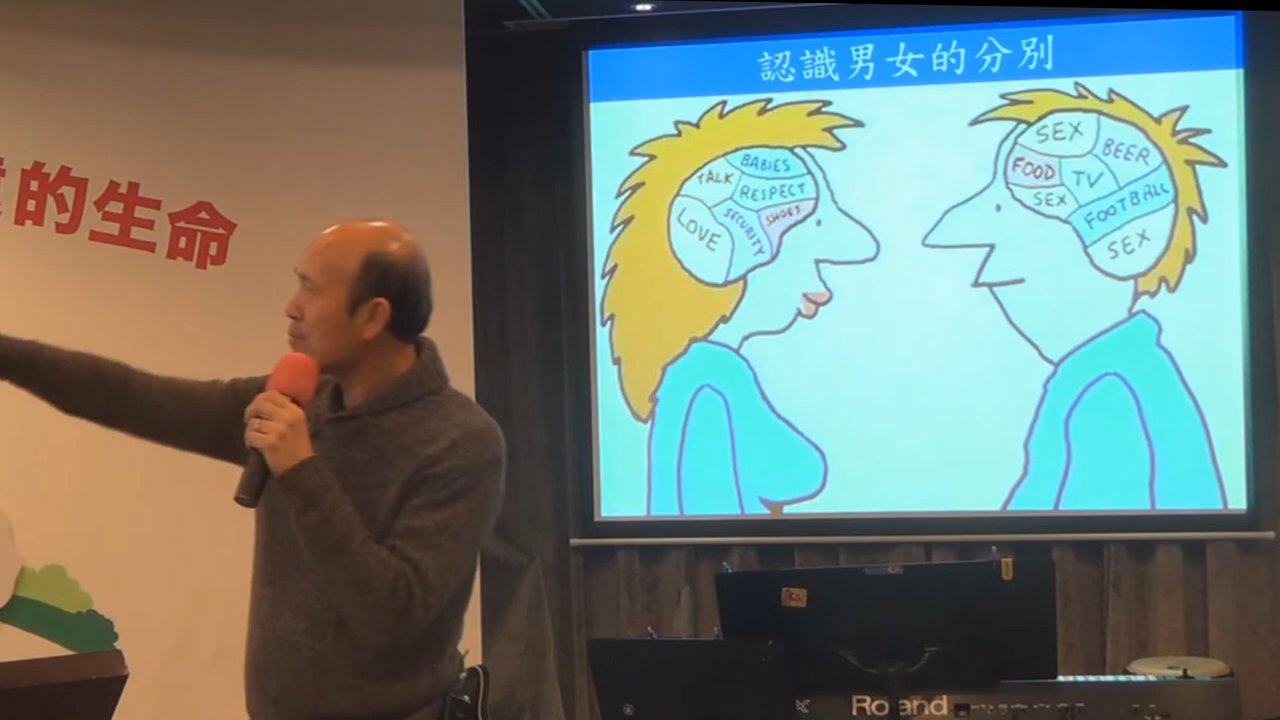 認識男女的分別
的生命
BABIES
TALK
RESPECT
LOVE
SECURITY
SHOES
SEX
BEER
FOOD
TV
SEX
FOOTBALL
SEX
Roland